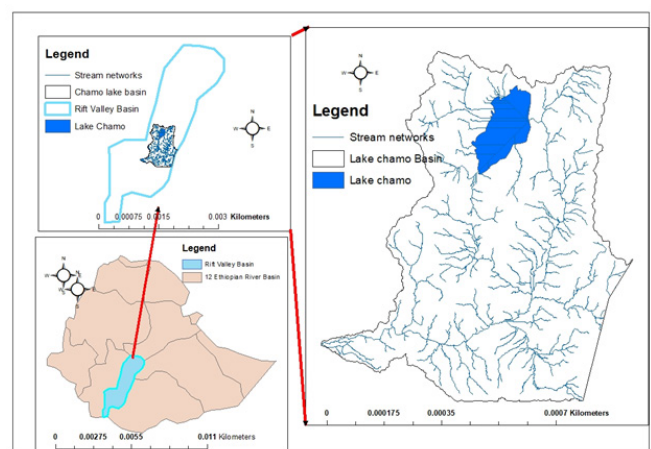 Legend
Stream networks
Chamo lake basin
Rift Valley Basin
Lake Chamo
N
W E
S
0 0.00075 0.0015 0.003 Kilometers
Legend
Rift Valley Basin
12 Ethiopian River Basin
N
N
W E
S
0 0.00275 0.0055 0.011 Kilometers
N
W E
S
Legend
Stream networks
Lake chamo Basin
Lake chamo
0 0.000175 0.00035 0.0007 Kilometers